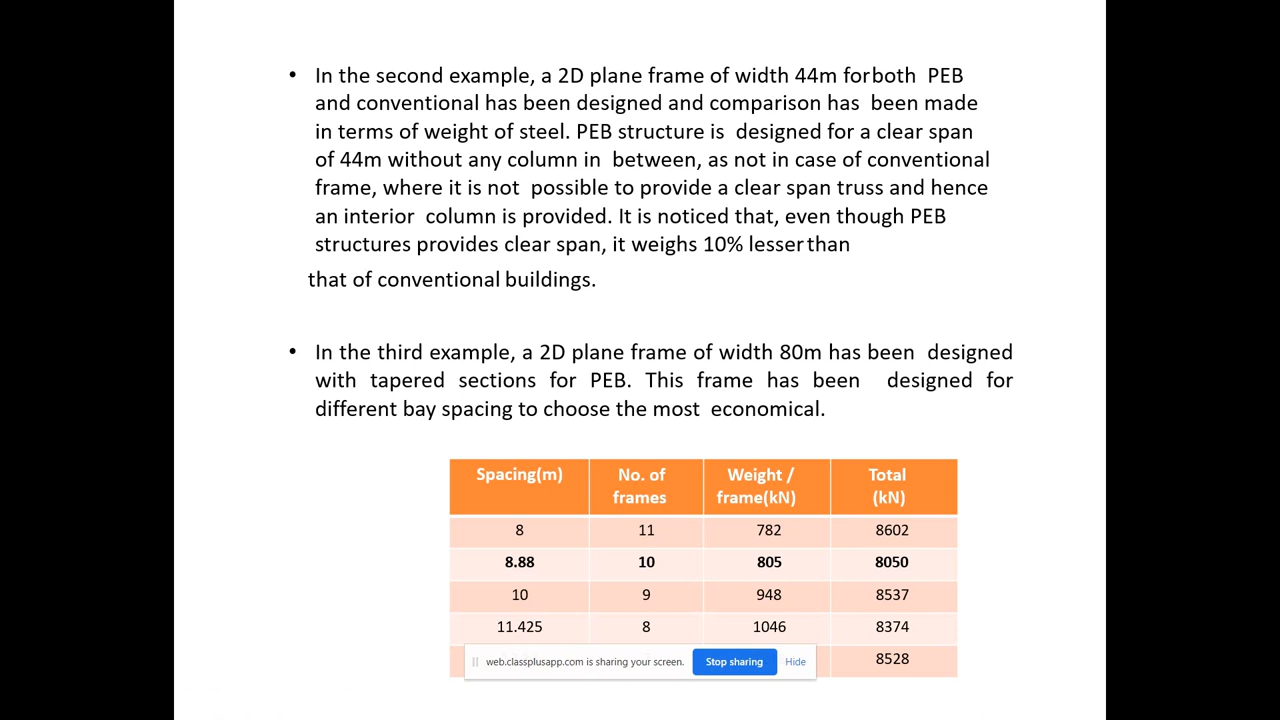 • In the second example, a 2D plane frame of width 44m for both PEB
and conventional has been designed and comparison has been made
in terms of weight of steel. PEB structure is designed for a clear span
of 44m without any column in between, as not in case of conventional
frame, where it is not possible to provide a clear span truss and hence
an interior column is provided. It is noticed that, even though PEB
structures provides clear span, it weighs 10% lesser than
that of conventional buildings.
• In the third example, a 2D plane frame of width 80m has been designed
with tapered sections for PEB. This frame has been designed for
different bay spacing to choose the most economical.
Spacing(m) No. of frames Weight / frame(kN) Total (kN)
8 11 782 8602
8.88 10 805 8050
10 9 948 8537
11.425 8 1046 8374
8528
web.classplusapp.com is sharing your screen. Stop sharing Hide